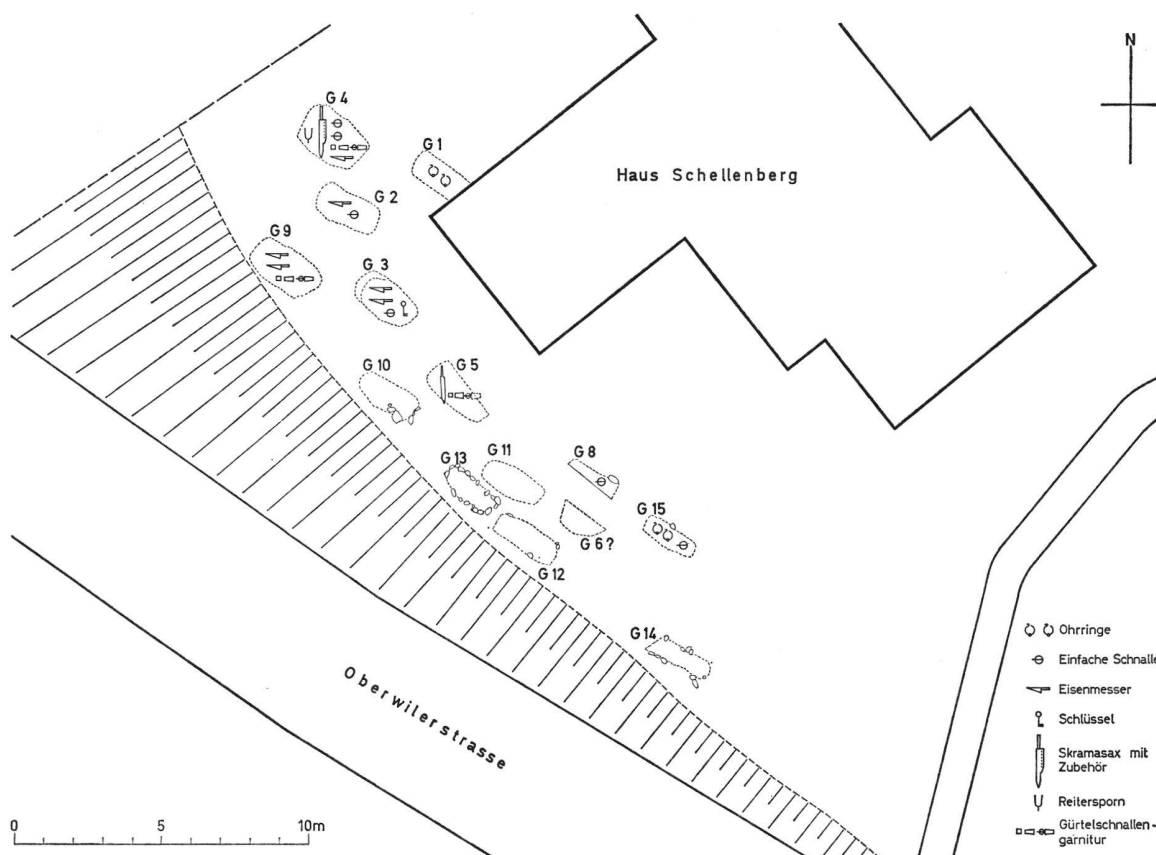 N
G 4
G 1
Haus Schellenberg
G 2
G 9
G 3
G 10
G 5
G 13
G 11
G 8
G 15
G 6?
G 12
G 14
Oberwilerstrasse
Ohrringe
Einfache Schnalle
Eisenmesser
Schlüssel
Skramasax mit
Zubehör
Reitersporn
Gürtelschnallen-
garnitur
0 5 10m